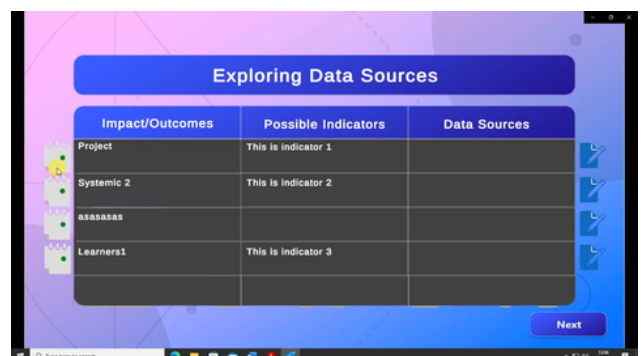 Exploring Data Sources
Impact/Outcomes Possible Indicators Data Sources
Project This is indicator 1
Systemic 2 This is indicator 2
asasasas
Learners1 This is indicator 3
Next